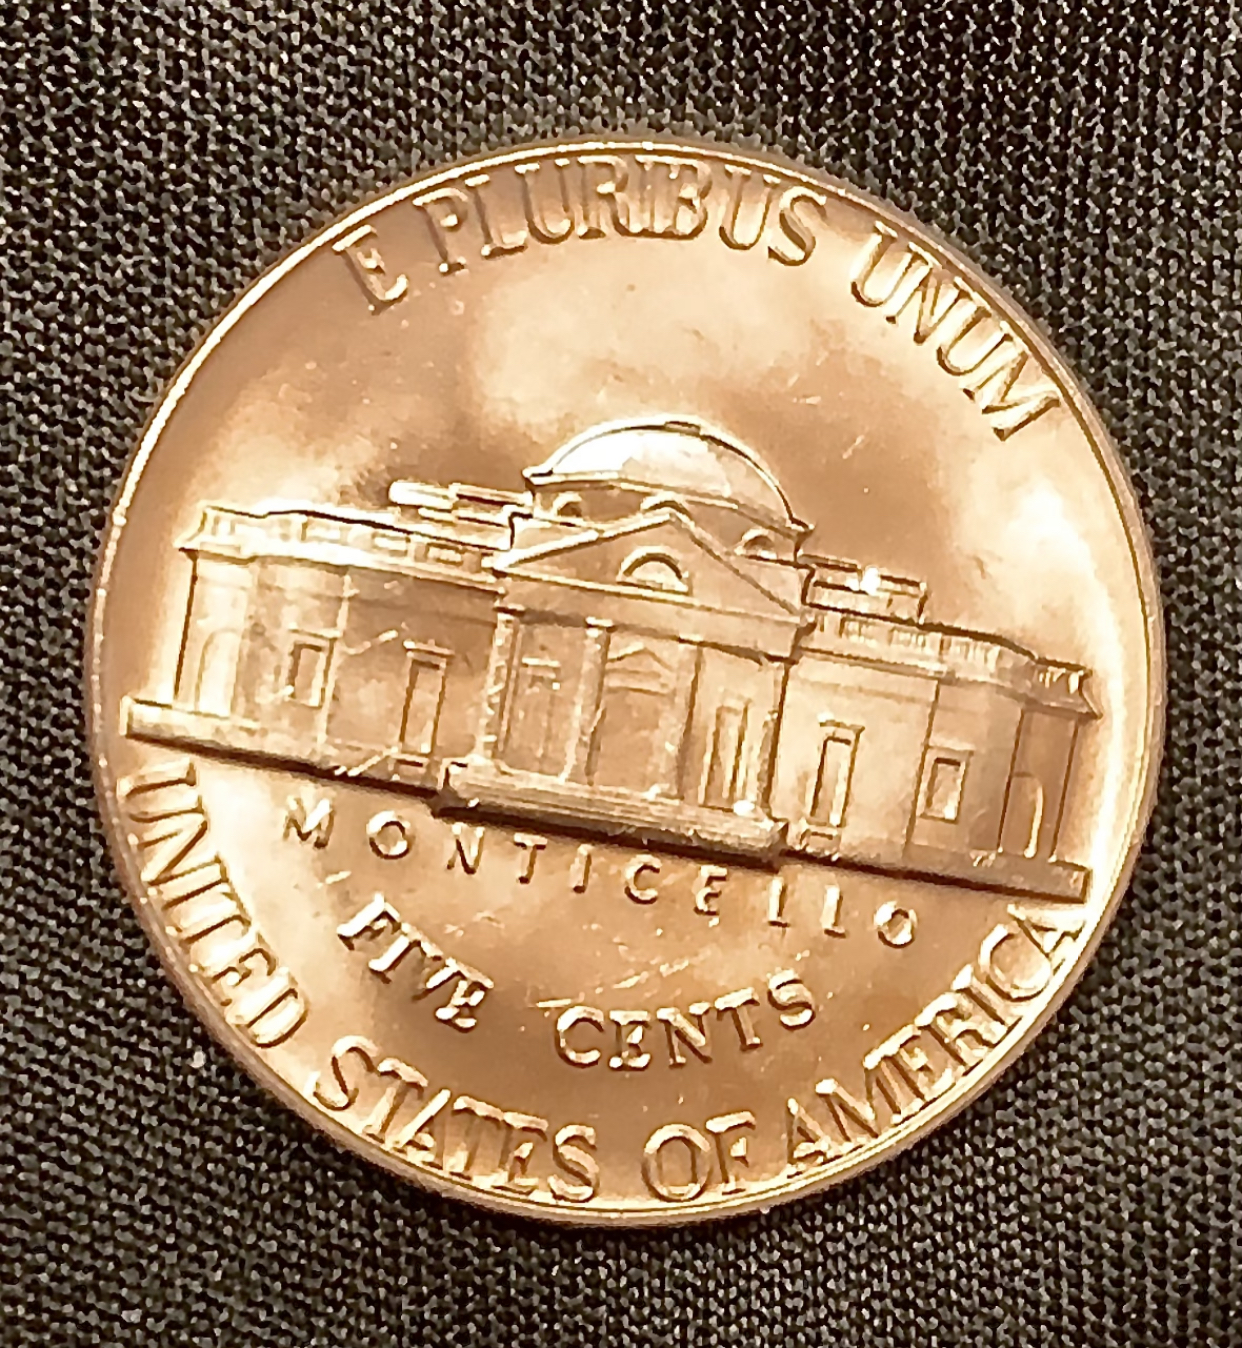 E PLURIBUS UNUM
MONTICELLO
FIVE CENTS
UNITED STATES OF AMERICA